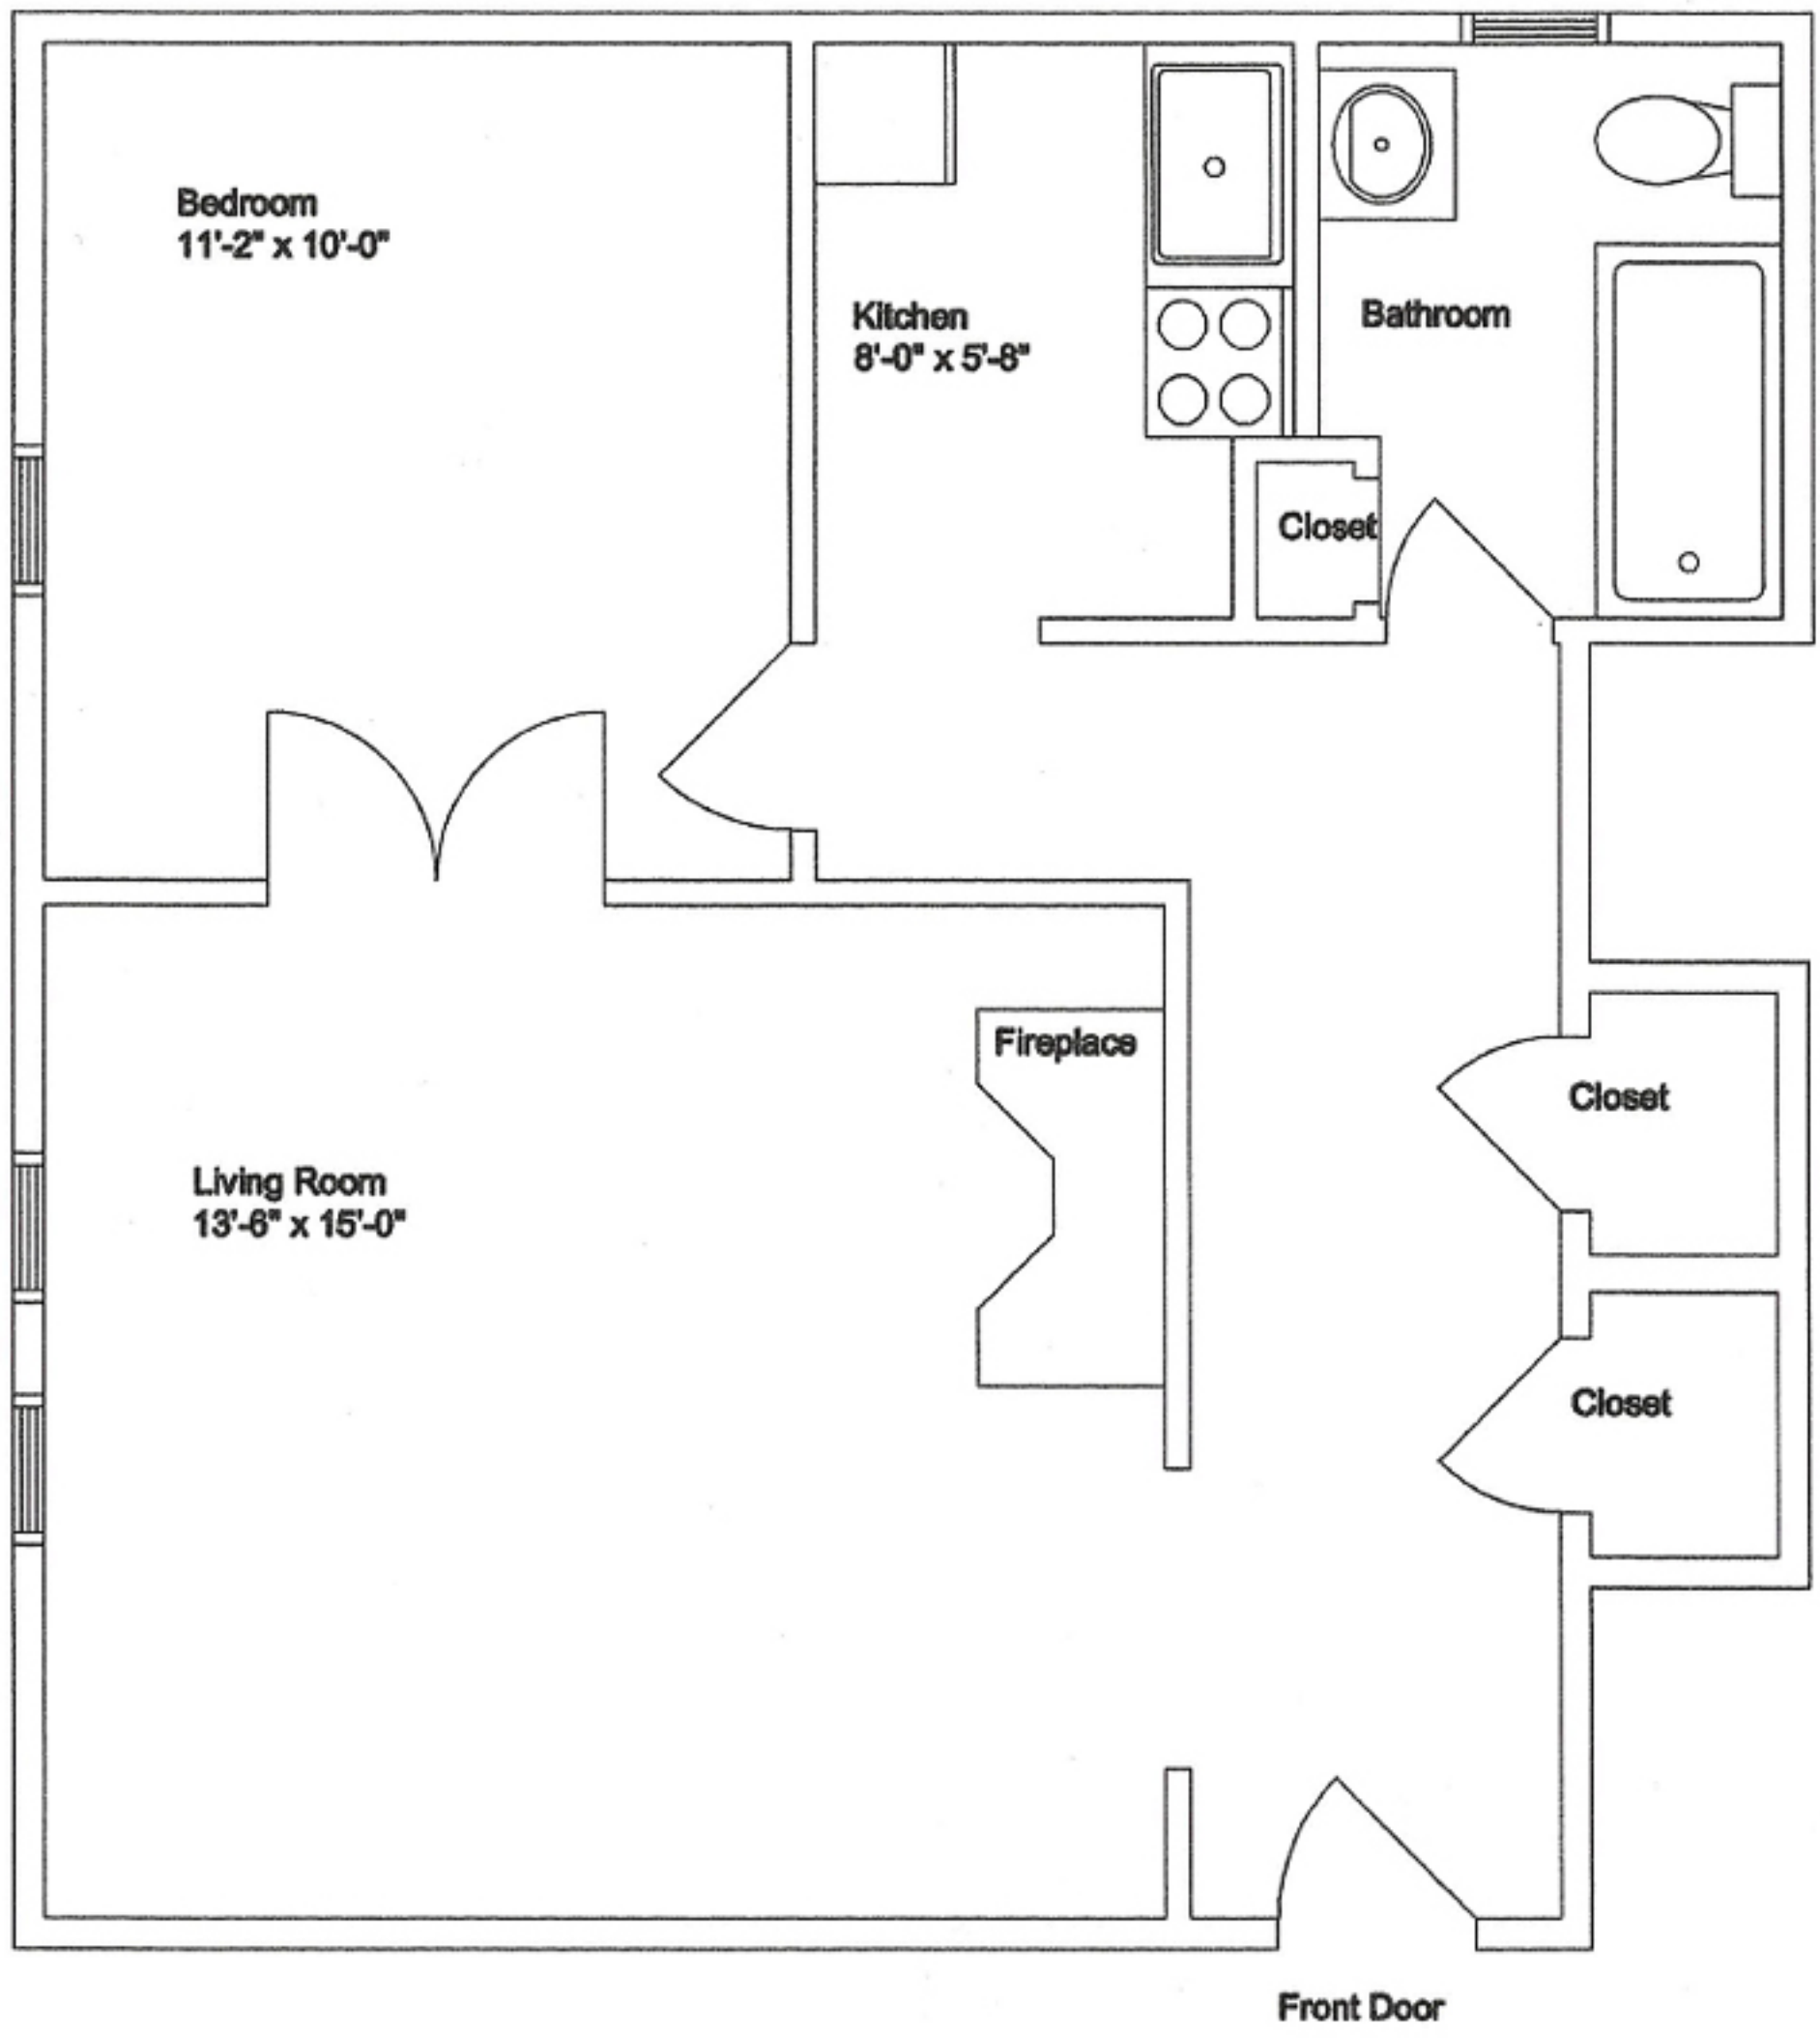 Bedroom
11'-2" x 10'-0"
Kitchen
8'-0" x 5'-8"
Bathroom
Closet
Fireplace
Closet
Living Room
13'-6" x 15'-0"
Closet
Front Door